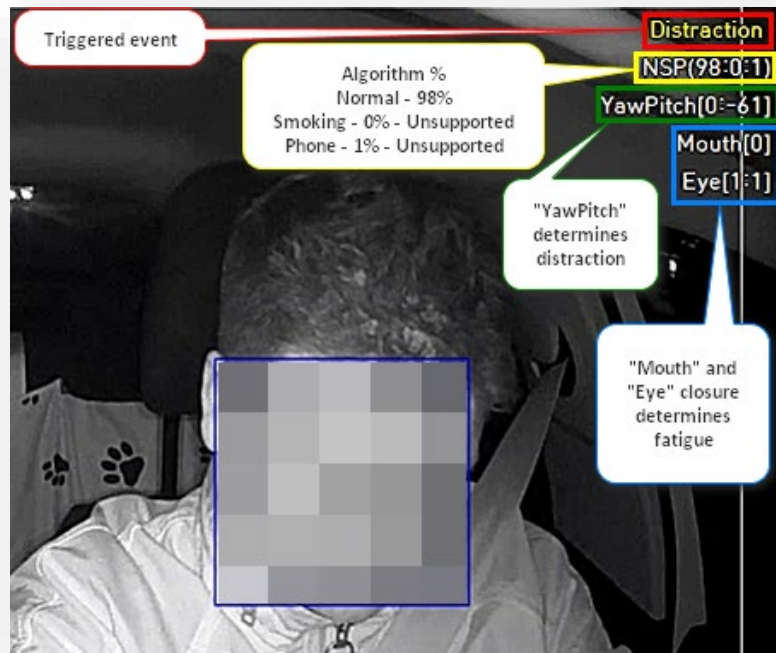 Triggered event
Distraction
Algorithm %
Normal - 98%
Smoking - 0% - Unsupported
Phone - 1% - Unsupported
NSP(98:0:1)
YawPitch[0:-61]
Mouth[0]
Eye[1:1]
"YawPitch"
determines
distraction
"Mouth" and
"Eye" closure
determines
fatigue